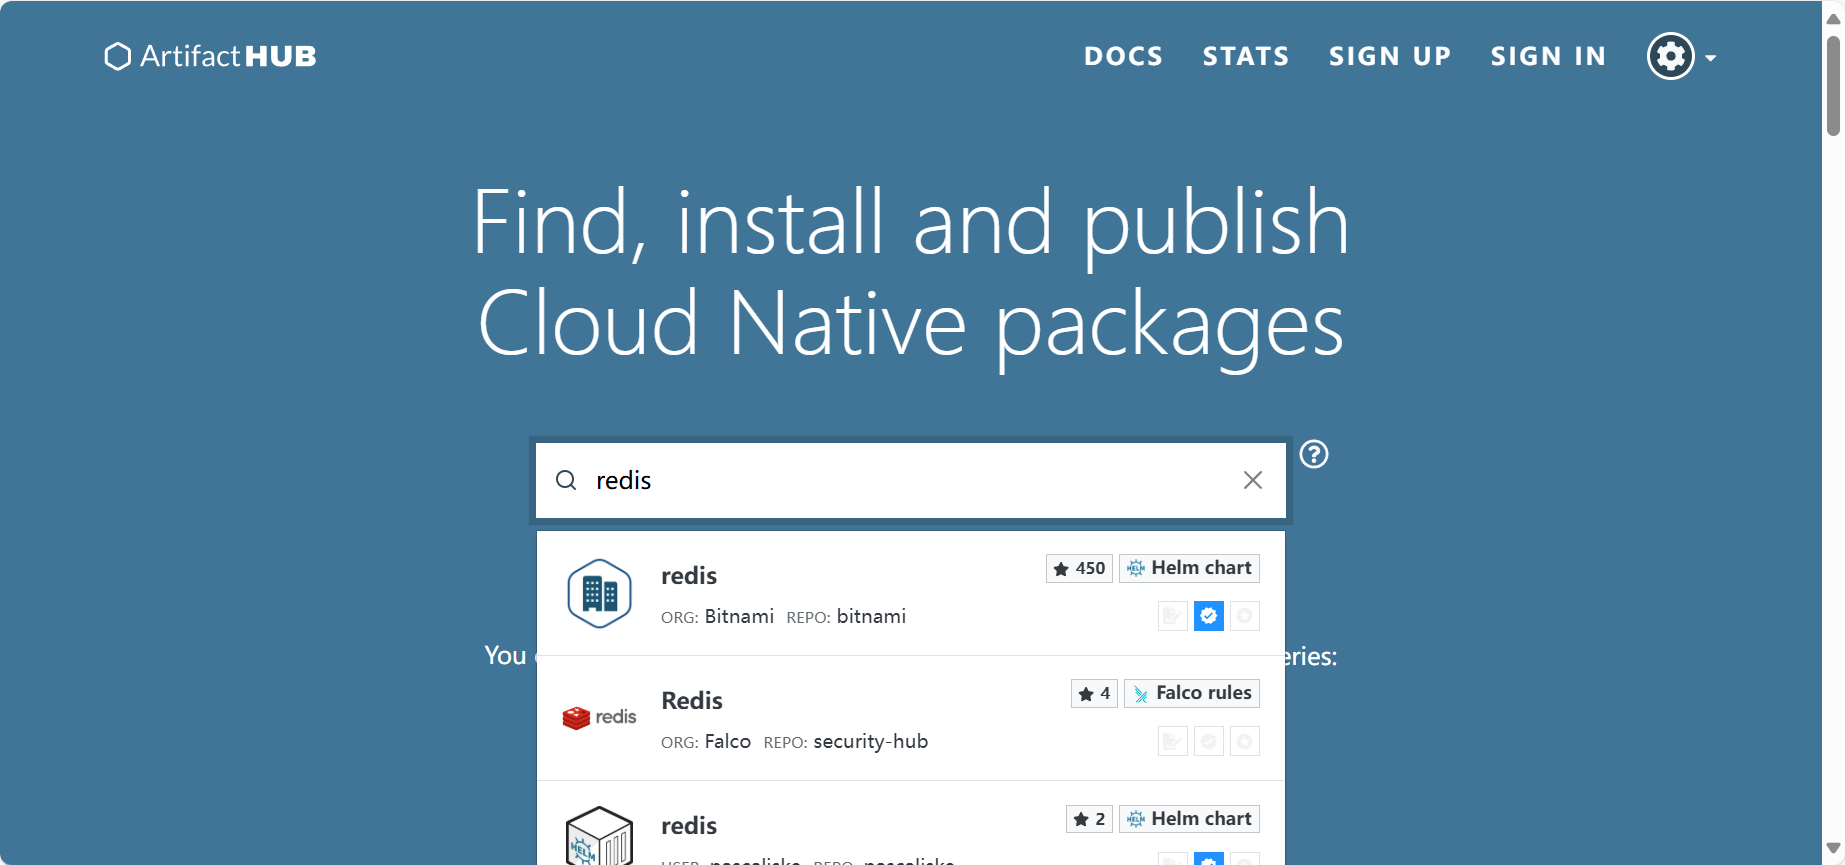 Artifact HUB
DOCS STATS SIGN UP SIGN IN
Find, install and publish
Cloud Native packages
redis
redis
450 Helm chart
ORG: Bitnami REPO: bitnami
You
eries:
Redis
4 Falco rules
redis
ORG: Falco REPO: security-hub
redis
2 Helm chart
HELM